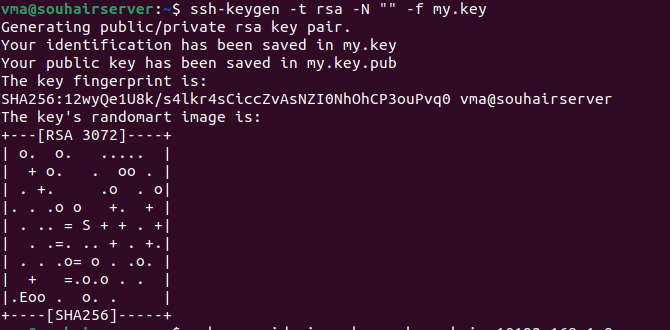 vma@souhairserver:~$ ssh-keygen -t rsa -N "" -f my.key
Generating public/private rsa key pair.
Your identification has been saved in my.key
Your public key has been saved in my.key.pub
The key fingerprint is:
SHA256:12wyQe1U8k/s4lkr4sCiccZvAsNZI0NhOhCP3ouPvq0 vma@souhairserver
The key's randomart image is:
+---[RSA 3072]----+
| o.  o.   .....  |
|  + o.   .  oo . |
| . +.     .o  . o|
|. . .o o   +.  + |
| . .. = S + + . +|
|  . .=. .. + . +.|
| . . .o= o . .o. |
|  +   =.o.o . .  |
|.Eoo .  o. .     |
+----[SHA256]-----+